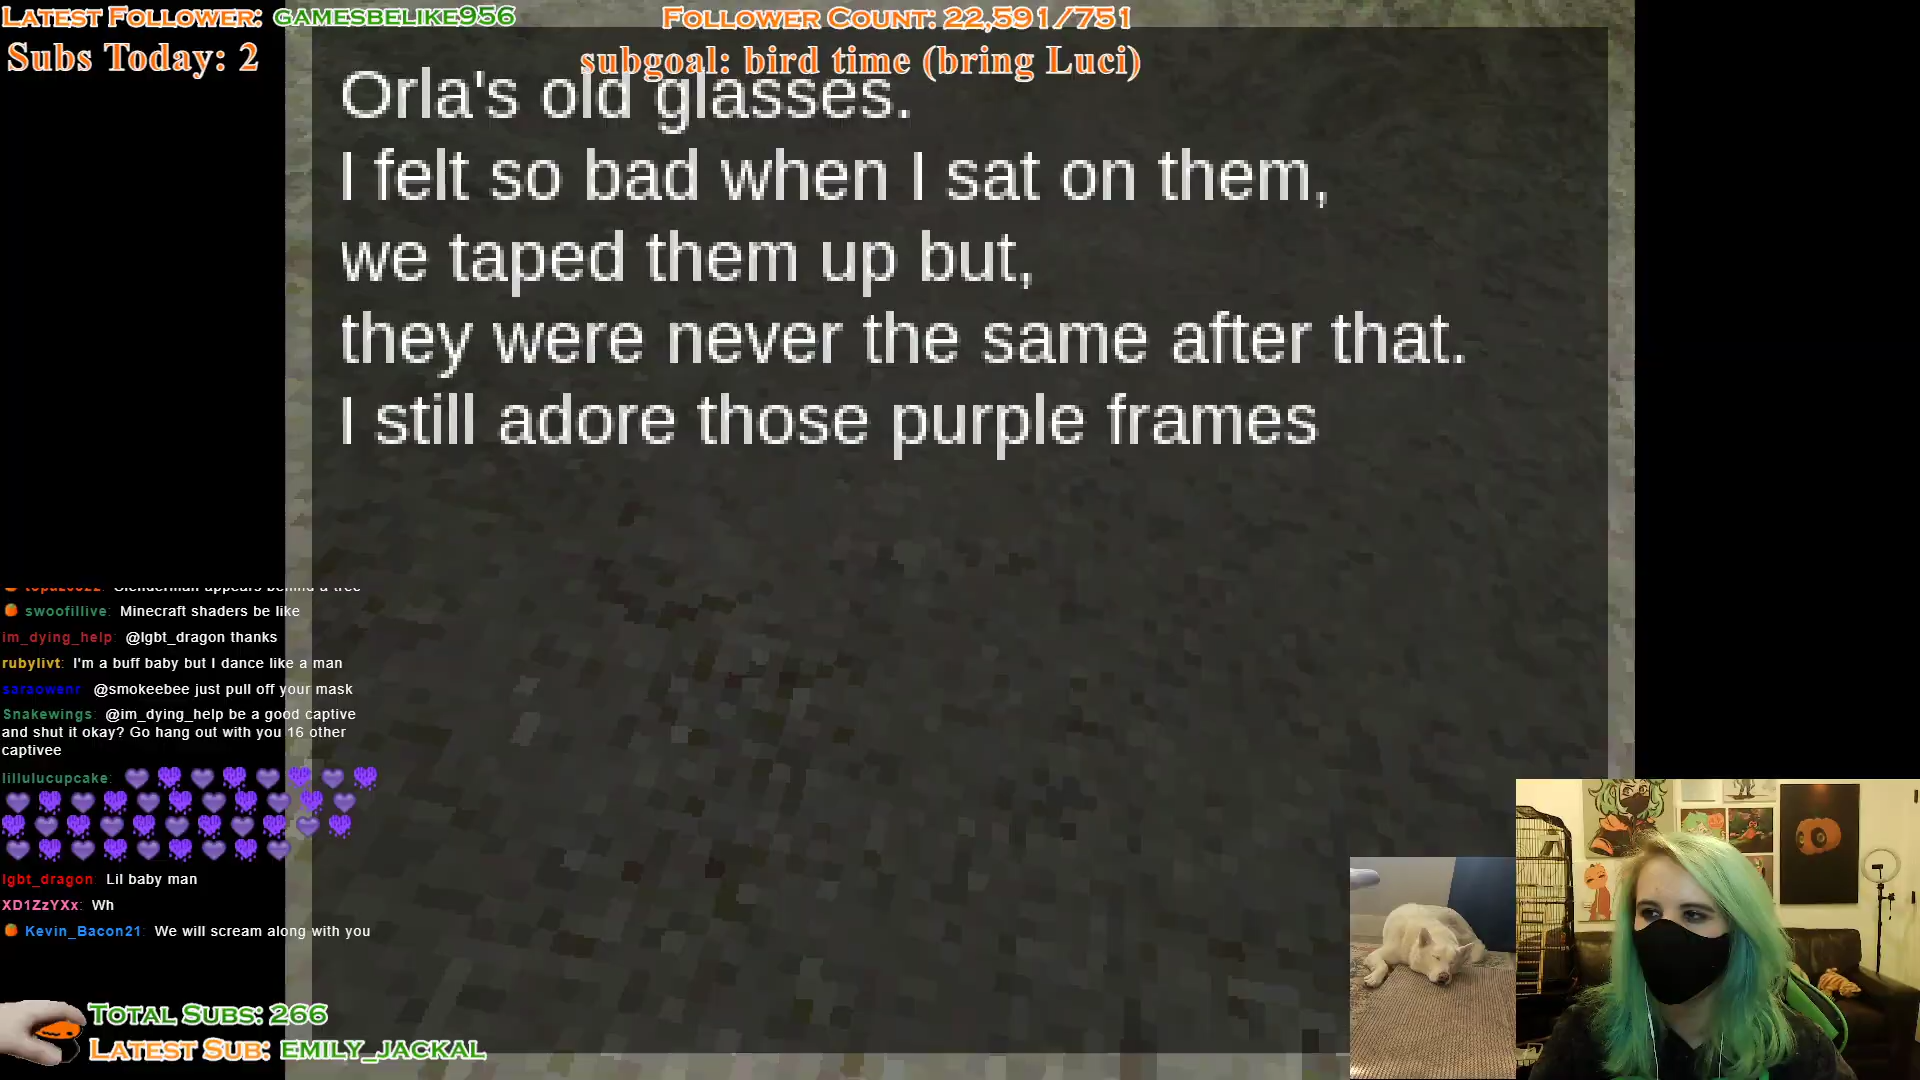 Latest Follower: gamesbelike956
Follower Count: 22,591/751
Subs Today: 2
subgoal: bird time (bring Luci)
Orla's old glasses.
I felt so bad when I sat on them,
we taped them up but,
they were never the same after that.
I still adore those purple frames
Slenderman appears behind a tree
swoofillive: Minecraft shaders be like
im_dying_help: @lgbt_dragon thanks
rubylivt: I'm a buff baby but I dance like a man
saraowenr: @smokeebee just pull off your mask
Snakewings: @im_dying_help be a good captive
and shut it okay? Go hang out with you 16 other
captivee
lillulucupcake:
lgbt_dragon: Lil baby man
XD1ZzYXx: Wh
Kevin_Bacon21: We will scream along with you
Total Subs: 266
Latest Sub: emily_jackal